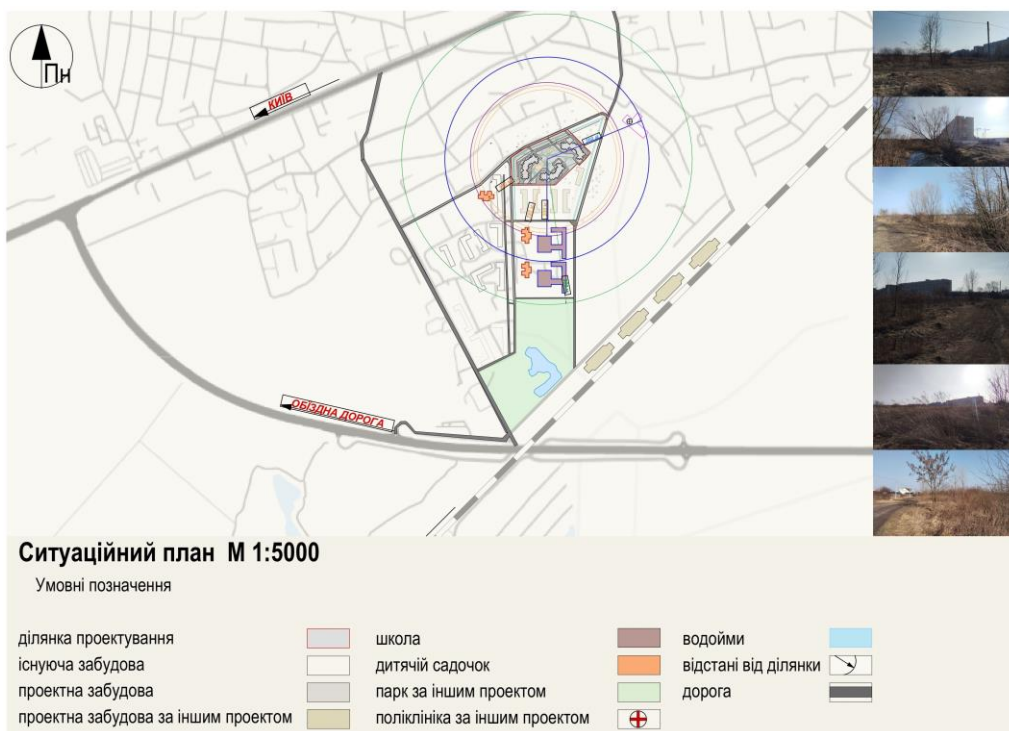 Пн
КИЇВ
ОБІЗДНА ДОРОГА
Ситуаційний план М 1:5000
Умовні позначення
ділянка проектування
існуюча забудова
проектна забудова
проектна забудова за іншим проектом
школа
дитячій садочок
парк за іншим проектом
поліклініка за іншим проектом
водойми
відстані від ділянки
дорога